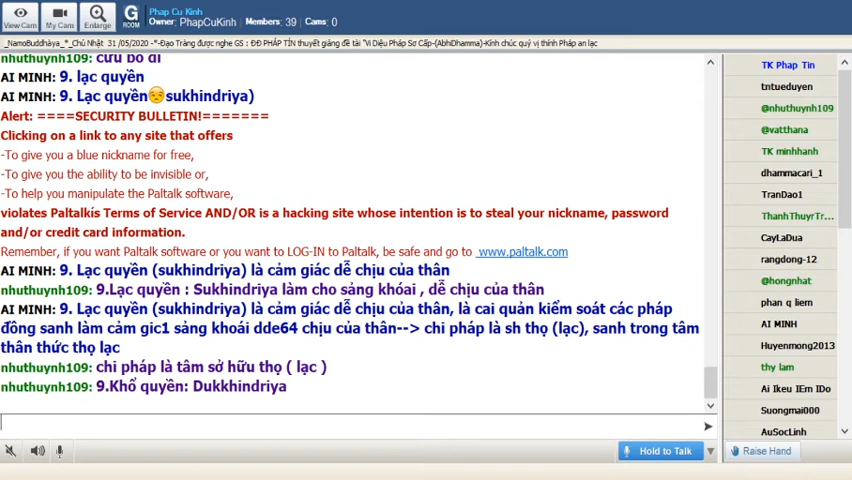 View Cam
My Cam
Enlarge
G
ROOM
Phap Cu Kinh
Owner: PhapCuKinh Members: 39 Cams: 0
_NamoBuddhàya_*_Chủ Nhật 31 /05/2020 -*-Đạo Tràng được nghe GS : ĐĐ PHÁP TÍN thuyết giảng đề tài "Vi Diệu Pháp Sơ Cấp-(AbhiDhamma)-Kính chúc quý vị thính Pháp an lạc
nhuthuynh109: cưu bo di
AI MINH: 9. lạc quyền
AI MINH: 9. Lạc quyền sukhindriya)
Alert: ====SECURITY BULLETIN!=======
Clicking on a link to any site that offers
-To give you a blue nickname for free,
-To give you the ability to be invisible or,
-To help you manipulate the Paltalk software,
violates Paltalkís Terms of Service AND/OR is a hacking site whose intention is to steal your nickname, password
and/or credit card information.
Remember, if you want Paltalk software or you want to LOG-IN to Paltalk, be safe and go to www.paltalk.com
AI MINH: 9. Lạc quyền (sukhindriya) là cảm giác dễ chịu của thân
nhuthuynh109: 9.Lạc quyền : Sukhindriya làm cho sảng khóai , dễ chịu của thân
AI MINH: 9. Lạc quyền (sukhindriya) là cảm giác dễ chịu của thân, là cai quản kiểm soát các pháp
đồng sanh làm cảm gic1 sảng khoái dde64 chịu của thân--> chi pháp là sh thọ (lạc), sanh trong tâm
thân thức thọ lạc
nhuthuynh109: chi pháp là tâm sở hữu thọ ( lạc )
nhuthuynh109: 9.Khổ quyền: Dukkhindriya
Hold to Talk
TK Phap Tin
tntueduyen
@nhuthuynh109
@vatthana
TK minhhanh
dhammacari_1
TranDao1
ThanhThuyrTr...
CayLaDua
rangdong-12
@hongnhat
phan q liem
AI MINH
Huyenmong2013
thy lam
Ai Ikeu IErn IDo
Suongmai000
AuSocLinh
Raise Hand